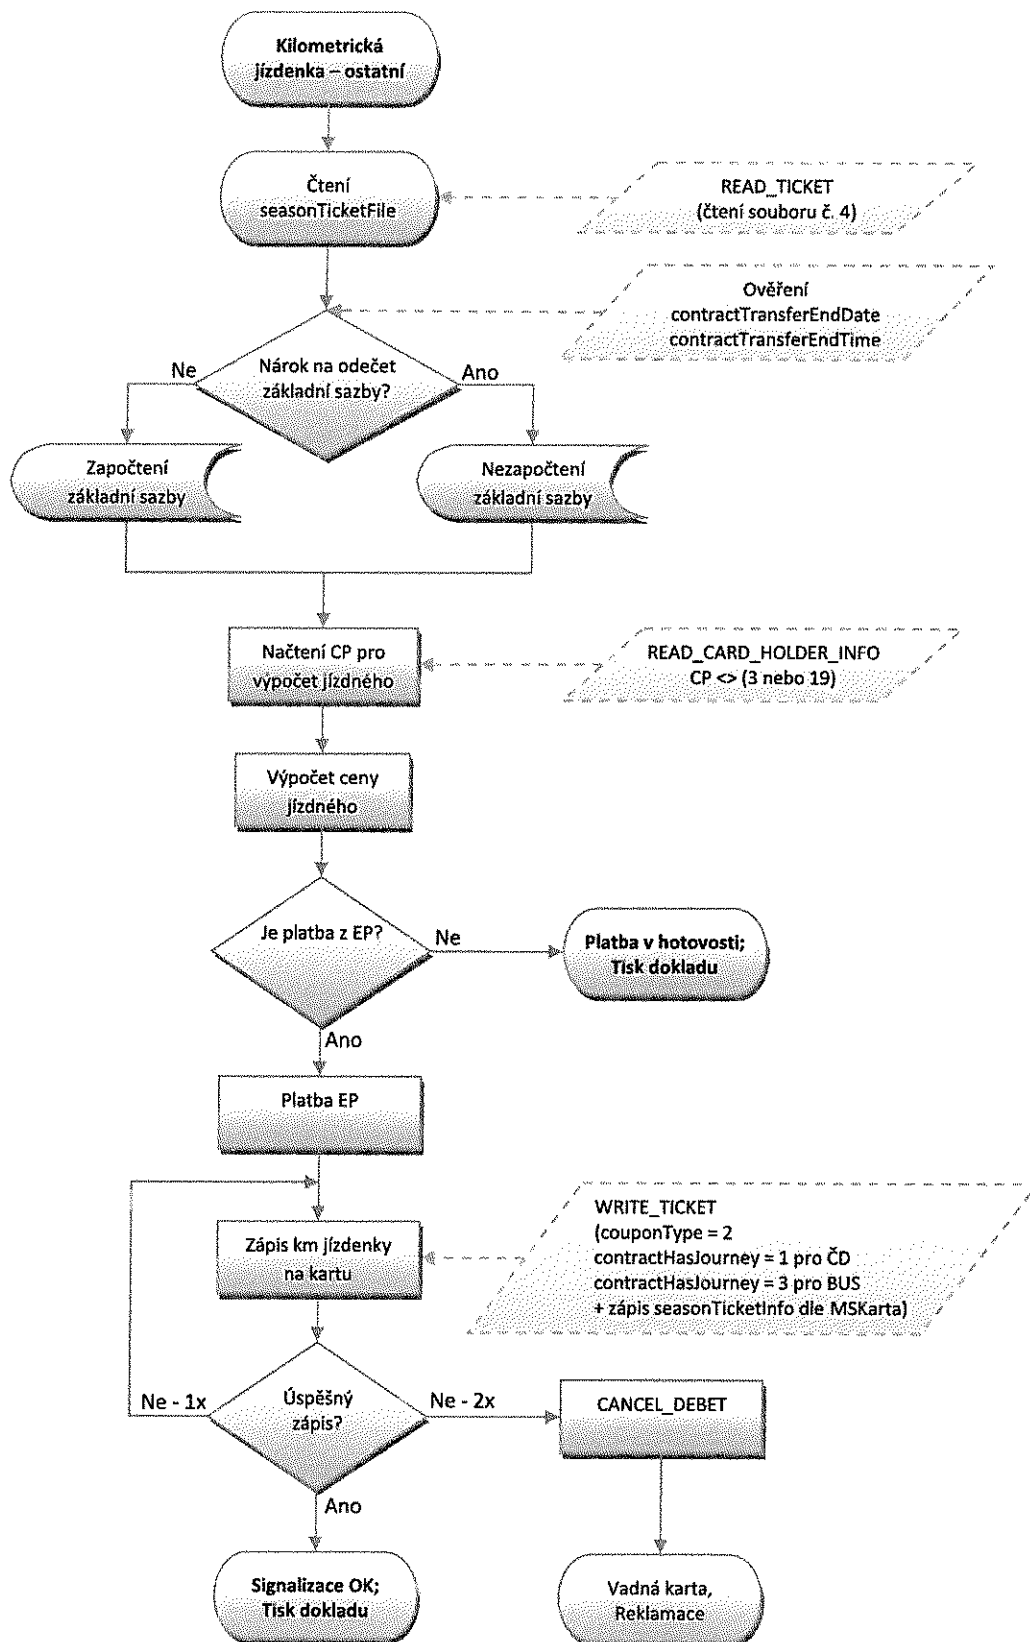 Kilometrická
jízdenka – ostatní
Čtení
seasonTicketFile
READ_TICKET
(čtení souboru č. 4)
Ověření
contractTransferEndDate
contractTransferEndTime
Nárok na odečet
základní sazby?
Ne
Ano
Započtení
základní sazby
Nezapočtení
základní sazby
Načtení CP pro
vypočet jízdného
READ_CARD_HOLDER_INFO
CP <> (3 nebo 19)
Výpočet ceny
jízdného
Je platba z EP?
Ne
Platba v hotovosti;
Tisk dokladu
Ano
Platba EP
Zápis km jízdenky
na kartu
WRITE_TICKET
(couponType = 2
contractHasJourney = 1 pro ČD
contractHasJourney = 3 pro BUS
+ zápis seasonTicketInfo dle MSKarta)
Ne - 1x
Úspěšný
zápis?
Ne - 2x
CANCEL_DEBET
Ano
Signalizace OK;
Tisk dokladu
Vadná karta,
Reklamace